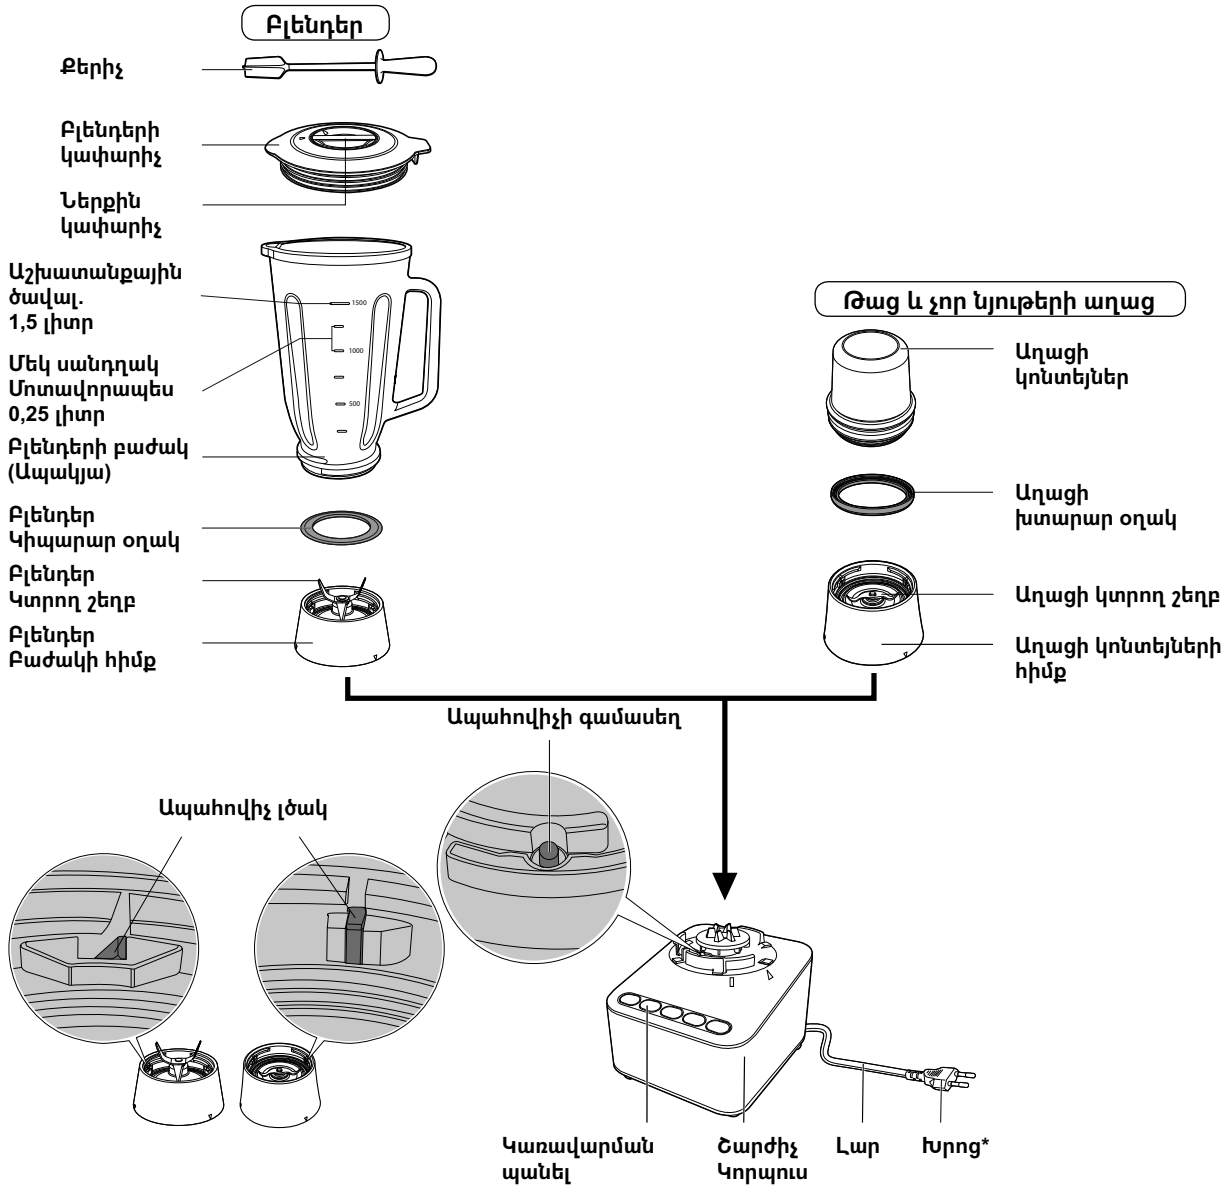 Բլենդեր
Քերիչ
Բլենդերի
կափարիչ
Ներքին
կափարիչ
Աշխատանքային
ծավալ.
1,5 լիտր
Մեկ սանդղակ
Մոտավորապես
0,25 լիտր
Բլենդերի բաժակ
(Ապակյա)
Բլենդեր
Կիպարար օղակ
Բլենդեր
Կտրող շեղբ
Բլենդեր
Բաժակի հիմք
1500
1000
500
Թաց և չոր նյութերի աղաց
Աղացի
կոնտեյներ
Աղացի
խտարար օղակ
Աղացի կտրող շեղբ
Աղացի կոնտեյների
հիմք
Ապահովիչի գամասեղ
Ապահովիչ լծակ
Կառավարման
պանել
Շարժիչ
Կորպուս
Լար
Խրոց*